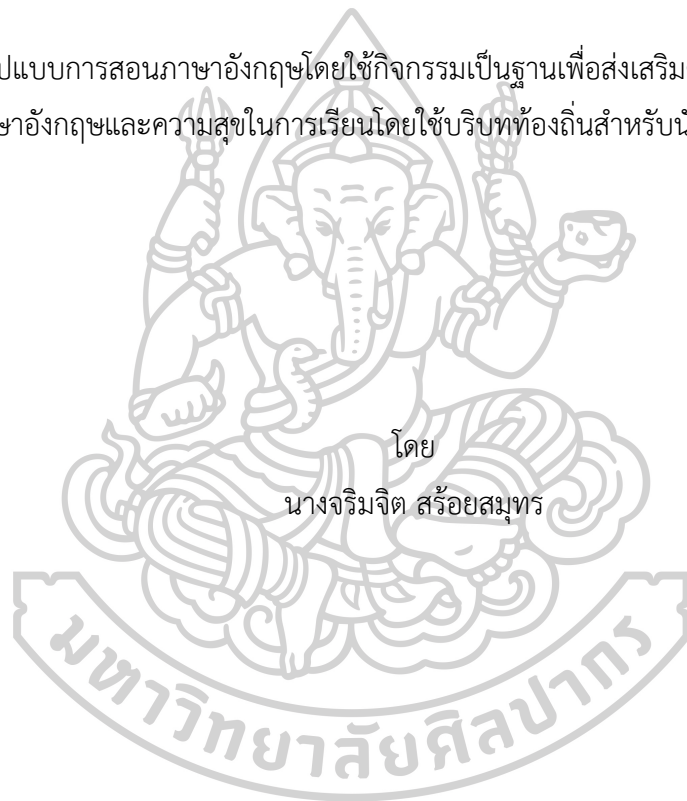 ปแบบการสอนภาษาอังกฤษโดยใช้กิจกรรมเป็นฐานเพื่อส่งเสริม
ษาอังกฤษและความสุขในการเรียนโดยใช้บริบทท้องถิ่นสำหรับ
โดย
นางจริมจิต สร้อยสมุทร
มหาวิทยาลัยศิลปากร